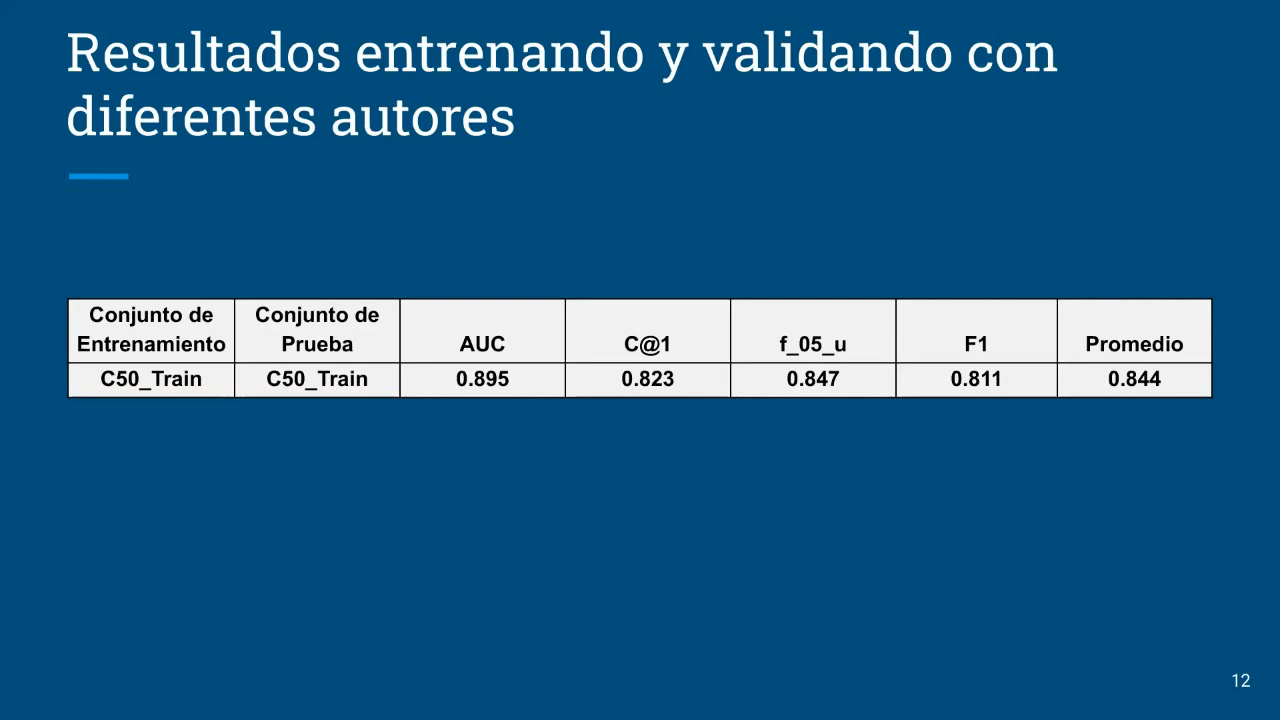 Resultados entrenando y validando con
diferentes autores
Conjunto de Entrenamiento Conjunto de Prueba AUC C@1 f_05_u F1 Promedio
C50_Train C50_Train 0.895 0.823 0.847 0.811 0.844
12